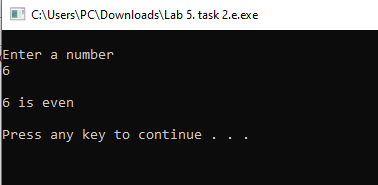 C:\Users\PC\Downloads\Lab 5. task 2.e.exe
Enter a number
6
6 is even
Press any key to continue . . .